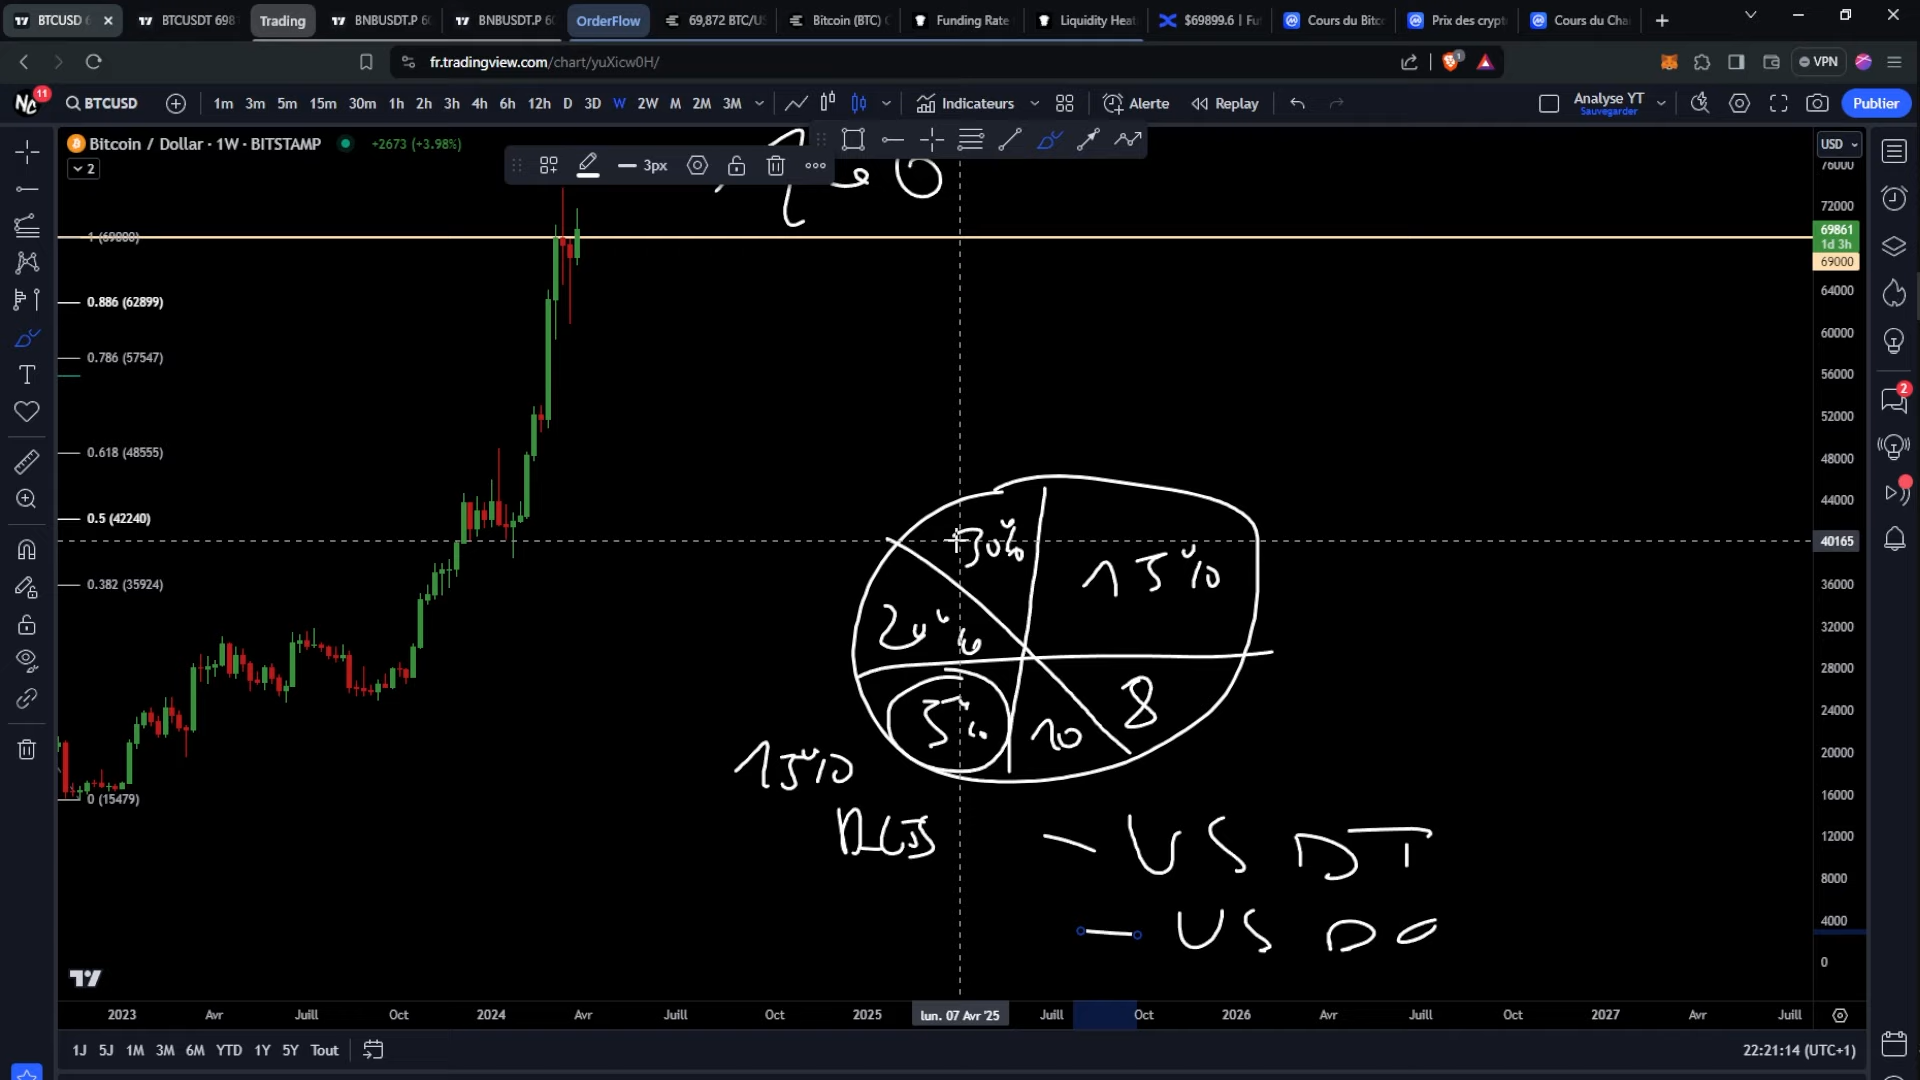 BTCUSD 6
BTCUSDT 698
Trading
BNBUSDT.P 60
BNBUSDT.P 60
OrderFlow
69,872 BTC/U
Bitcoin (BTC)
Funding Rate
Liquidity Heat
$69899.6 | Fu
Cours du Bitc
Prix des crypt
Cours du Cha
fr.tradingview.com/chart/yuXicw0H/
1
VPN
11
BTCUSD
1m 3m 5m 15m 30m 1h 2h 3h 4h 6h 12h D 3D W 2W M 2M 3M
Indicateurs
Alerte
Replay
Analyse YT
Sauvegarder
Publier
Bitcoin / Dollar · 1W · BITSTAMP
+2673 (+3.98%)
2
3px
USD
76000
72000
69861
1d 3h
69000
64000
60000
56000
52000
48000
44000
40165
36000
32000
28000
24000
20000
16000
12000
8000
4000
0
1 (69000)
0.886 (62899)
0.786 (57547)
0.618 (48555)
0.5 (42240)
0.382 (35924)
0 (15479)
30%
15%
20%
5%
10
8
15%
- US DT
2
2023
Avr
Juill
Oct
2024
Avr
Juill
Oct
2025
lun. 07 Avr '25
Juill
Oct
2026
Avr
Juill
Oct
2027
Avr
Juill
1J 5J 1M 3M 6M YTD 1Y 5Y Tout
22:21:14 (UTC+1)